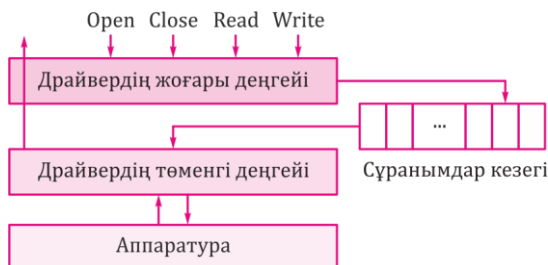 Open Close Read Write
Драйвердің жоғары деңгейі
...
Драйвердің төменгі деңгейі
Сұранымдар кезегі
Аппаратура